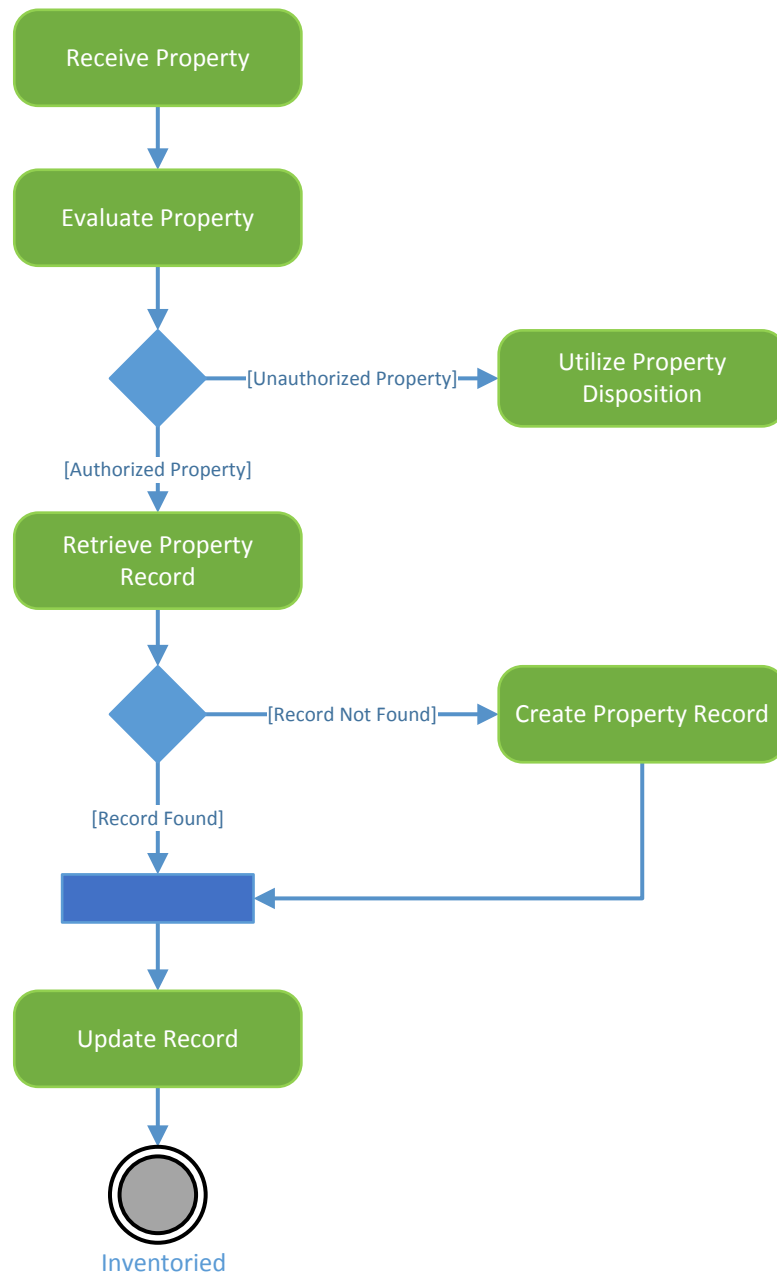 Receive Property
Evaluate Property
[Unauthorized Property]
Utilize Property
Disposition
[Authorized Property]
Retrieve Property
Record
[Record Not Found]
Create Property Record
[Record Found]
Update Record
Inventoried